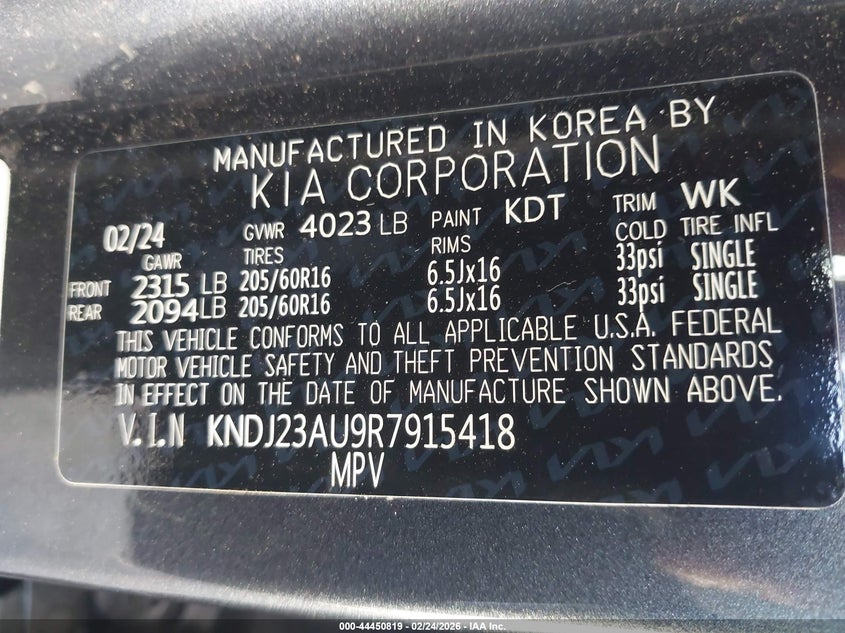 MANUFACTURED IN KOREA BY
KIA CORPORATION
02/24 GVWR 4023 LB PAINT KDT TRIM WK
GAWR TIRES RIMS COLD TIRE INFL
FRONT 2315 LB 205/60R16 6.5Jx16 33psi SINGLE
REAR 2094 LB 205/60R16 6.5Jx16 33psi SINGLE
THIS VEHICLE CONFORMS TO ALL APPLICABLE U.S.A. FEDERAL
MOTOR VEHICLE SAFETY AND THEFT PREVENTION STANDARDS
IN EFFECT ON THE DATE OF MANUFACTURE SHOWN ABOVE.
V.I.N KNDJ23AU9R7915418
MPV
000-44450819 - 02/24/2026 - IAA Inc.